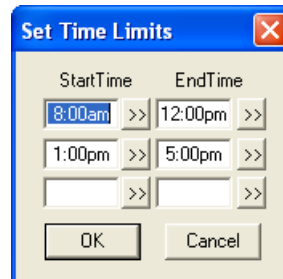 Set Time Limits
StartTime EndTime
8:00am >> 12:00pm >>
1:00pm >> 5:00pm >>
>> >>
OK Cancel